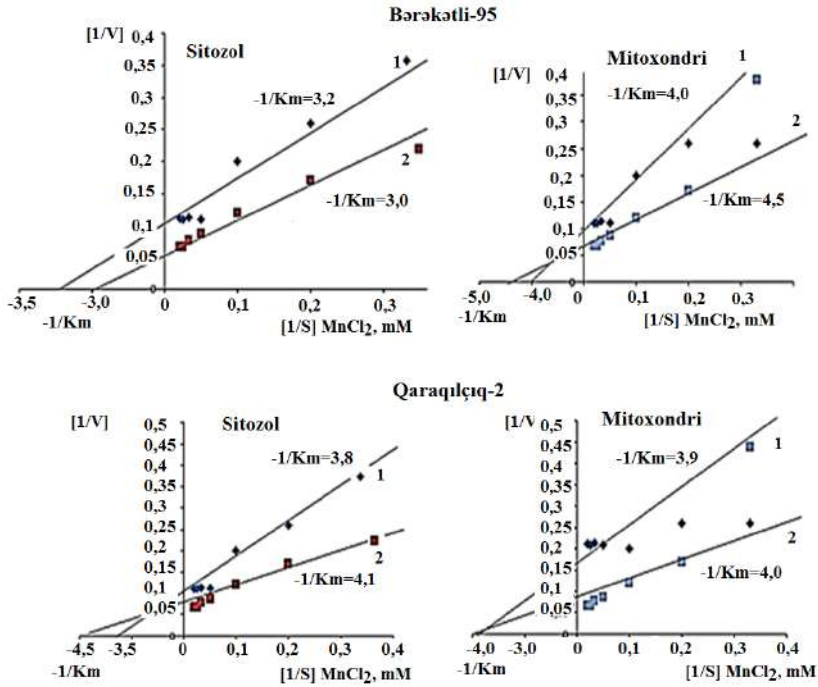 Bərəkətli-95
[1/V]
Sitozol
0,4
0,35
0,3
0,25
0,2
0,15
0,1
0,05
0
1
-1/Km=3,2
2
-1/Km=3,0
-3,5
-3,0
0
0,1
0,2
0,3
-1/Km
[1/S] MnCl2, mM
[1/V]
Mitoxondri
0,4
0,35
0,3
0,25
0,2
0,15
0,1
0,05
0
1
-1/Km=4,0
2
-1/Km=4,5
-5,0
-4,0
0
0,1
0,2
0,3
-1/Km
[1/S] MnCl2, mM
Qaraqılçıq-2
[1/V]
Sitozol
0,5
0,45
0,4
0,35
0,3
0,25
0,2
0,15
0,1
0,05
0
-1/Km=3,8
1
2
-1/Km=4,1
-4,5
-3,5
0
0,1
0,2
0,3
0,4
-1/Km
[1/S] MnCl2, mM
[1/V
Mitoxondri
0,5
0,45
0,4
0,35
0,3
0,25
0,2
0,15
0,1
0,05
0
1
-1/Km=3,9
2
-1/Km=4,0
-4,0
-3,0
0
0,1
0,2
0,3
0,4
-1/Km
[1/S] MnCl2, mM